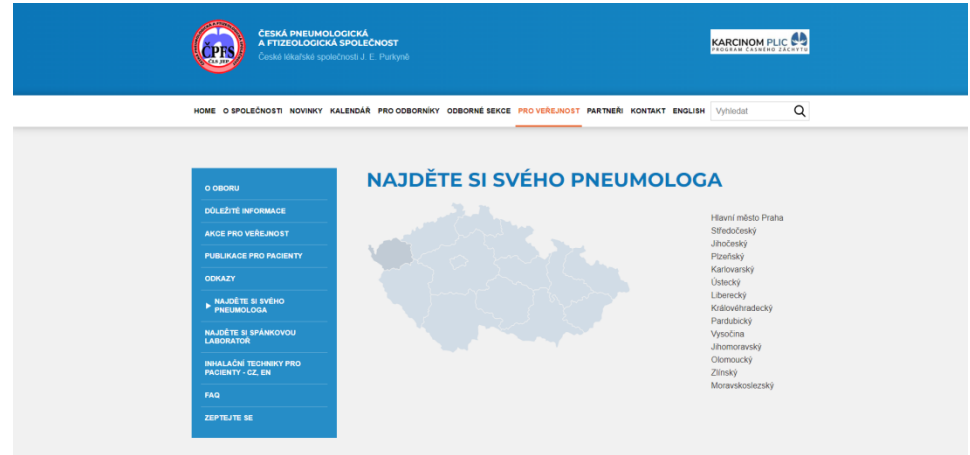 ČPFS
ČLS JEP
ČESKÁ PNEUMOLOGICKÁ
A FTIZEOLOGICKÁ SPOLEČNOST
České lékařské společnosti J. E. Purkyně
KARCINOM PLIC
PROGRAM ČASNÉHO ZÁCHYTU
HOME O SPOLEČNOSTI NOVINKY KALENDÁŘ PRO ODBORNÍKY ODBORNÉ SEKCE PRO VEŘEJNOST PARTNEŘI KONTAKT ENGLISH Vyhledat
O OBORU
DŮLEŽITÉ INFORMACE
AKCE PRO VEŘEJNOST
PUBLIKACE PRO PACIENTY
ODKAZY
NAJDĚTE SI SVÉHO
PNEUMOLOGA
NAJDĚTE SI SPÁNKOVOU
LABORATOŘ
INHALAČNÍ TECHNIKY PRO
PACIENTY - CZ, EN
FAQ
ZEPTEJTE SE
NAJDĚTE SI SVÉHO PNEUMOLOGA
Hlavní město Praha
Středočeský
Jihočeský
Plzeňský
Karlovarský
Ústecký
Liberecký
Královéhradecký
Pardubický
Vysočina
Jihomoravský
Olomoucký
Zlínský
Moravskoslezský